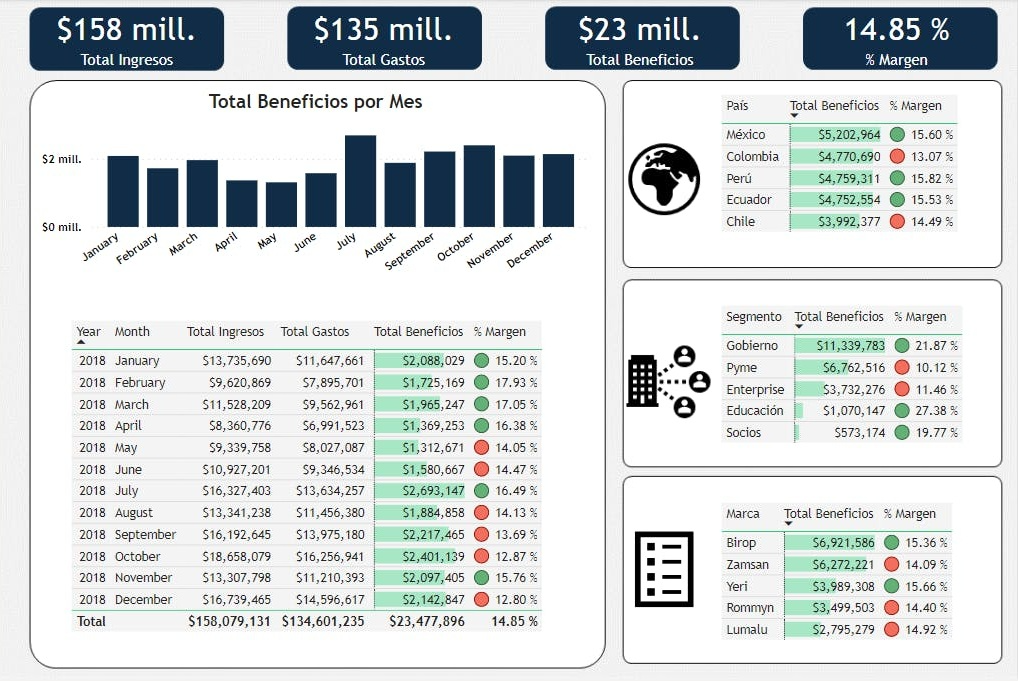 $158 mill.
Total Ingresos
$135 mill.
Total Gastos
$23 mill.
Total Beneficios
14.85 %
% Margen
Total Beneficios por Mes
$2 mill.
$0 mill.
January
February
March
April
May
June
July
August
September
October
November
December
Year Month Total Ingresos Total Gastos Total Beneficios % Margen
2018 January $13,735,690 $11,647,661 $2,088,029 15.20 %
2018 February $9,620,869 $7,895,701 $1,725,169 17.93 %
2018 March $11,528,209 $9,562,961 $1,965,247 17.05 %
2018 April $8,360,776 $6,991,523 $1,369,253 16.38 %
2018 May $9,339,758 $8,027,087 $1,312,671 14.05 %
2018 June $10,927,201 $9,346,534 $1,580,667 14.47 %
2018 July $16,327,403 $13,634,257 $2,693,147 16.49 %
2018 August $13,341,238 $11,456,380 $1,884,858 14.13 %
2018 September $16,192,645 $13,975,180 $2,217,465 13.69 %
2018 October $18,658,079 $16,256,941 $2,401,139 12.87 %
2018 November $13,307,798 $11,210,393 $2,097,405 15.76 %
2018 December $16,739,465 $14,596,617 $2,142,847 12.80 %
Total $158,079,131 $134,601,235 $23,477,896 14.85 %
País Total Beneficios % Margen
México $5,202,964 15.60 %
Colombia $4,770,690 13.07 %
Perú $4,759,311 15.82 %
Ecuador $4,752,554 15.53 %
Chile $3,992,377 14.49 %
Segmento Total Beneficios % Margen
Gobierno $11,339,783 21.87 %
Pyme $6,762,516 10.12 %
Enterprise $3,732,276 11.46 %
Educación $1,070,147 27.38 %
Socios $573,174 19.77 %
Marca Total Beneficios % Margen
Birop $6,921,586 15.36 %
Zamsan $6,272,221 14.09 %
Yeri $3,989,308 15.66 %
Rommyn $3,499,503 14.40 %
Lumalu $2,795,279 14.92 %